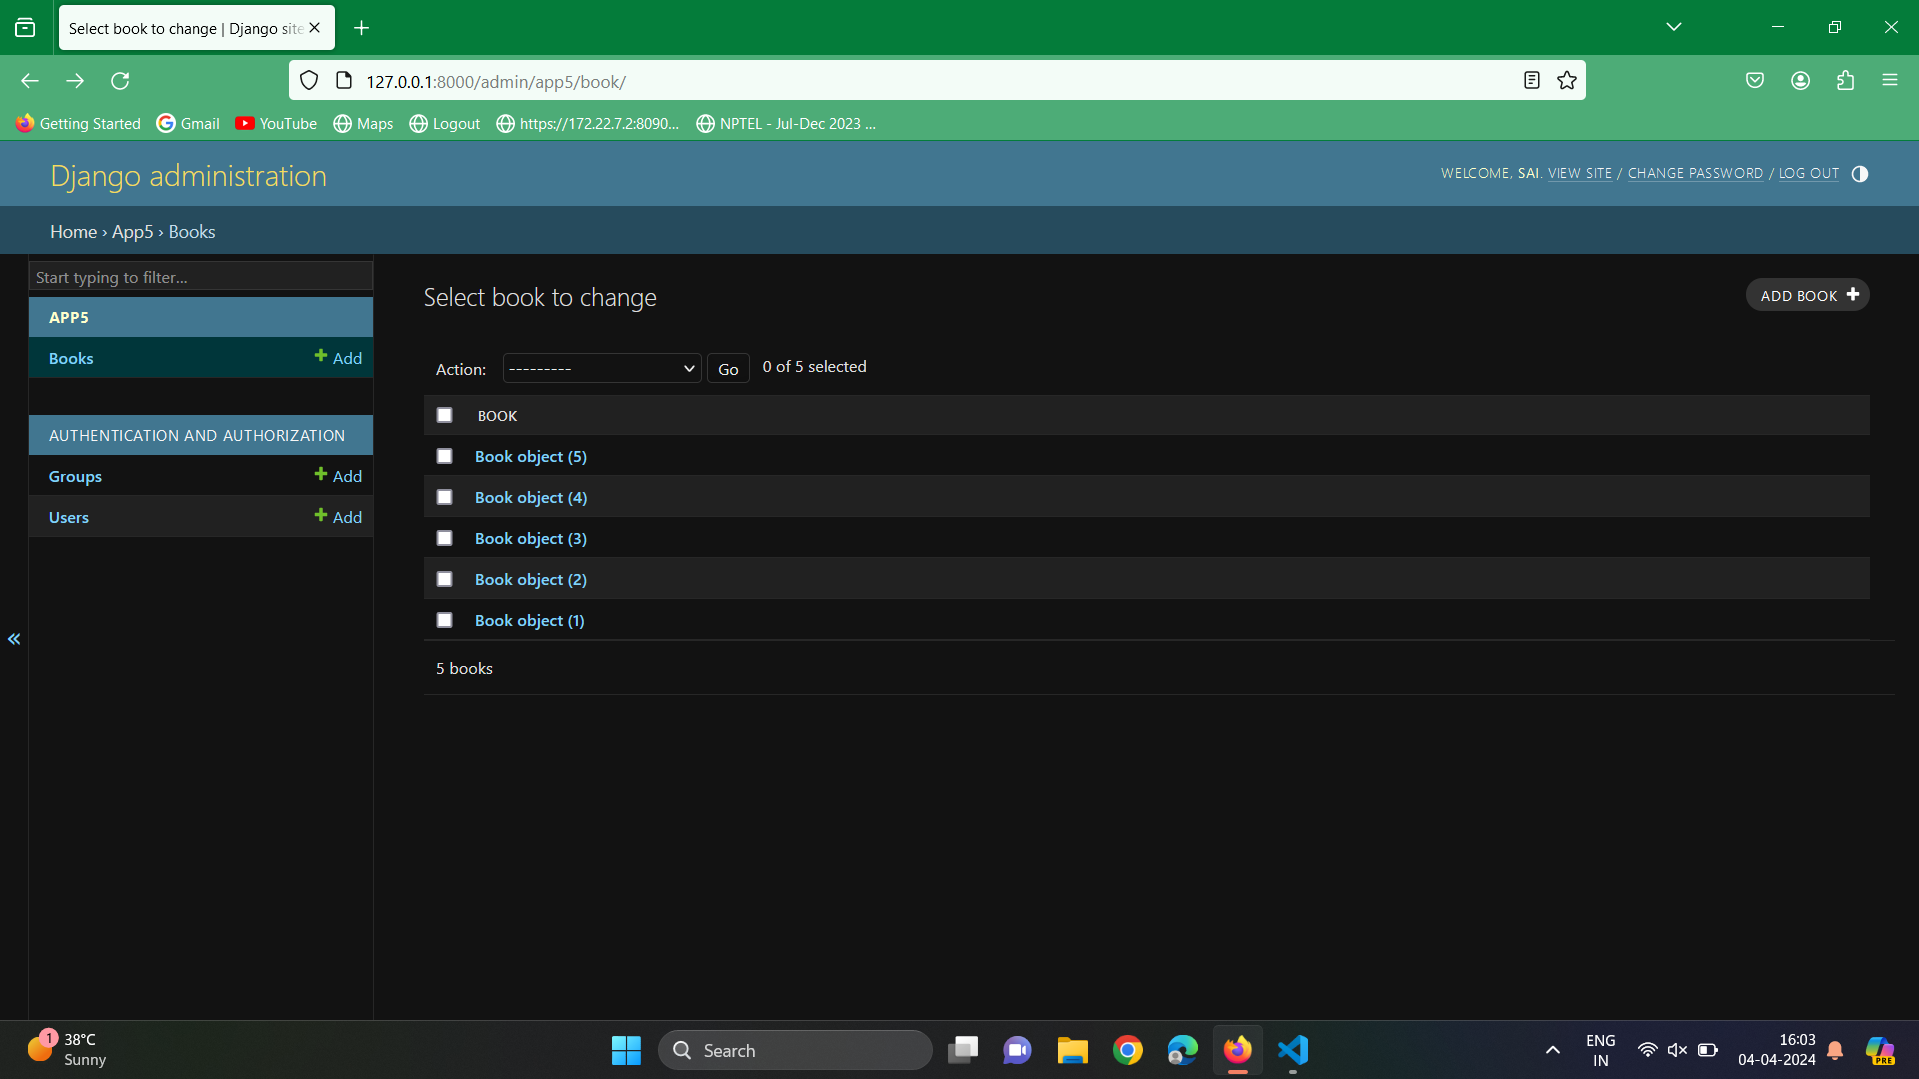 Select book to change | Django site
127.0.0.1:8000/admin/app5/book/
Getting Started Gmail YouTube Maps Logout https://172.22.7.2:8090... NPTEL - Jul-Dec 2023 ...
Django administration
WELCOME, SAI. VIEW SITE / CHANGE PASSWORD / LOG OUT
Home › App5 › Books
Start typing to filter...
APP5
Books + Add
AUTHENTICATION AND AUTHORIZATION
Groups + Add
Users + Add
«
Select book to change
ADD BOOK +
Action: --------- Go 0 of 5 selected
BOOK
Book object (5)
Book object (4)
Book object (3)
Book object (2)
Book object (1)
5 books
1
38°C
Sunny
Search
ENG
IN
16:03
04-04-2024
PRE